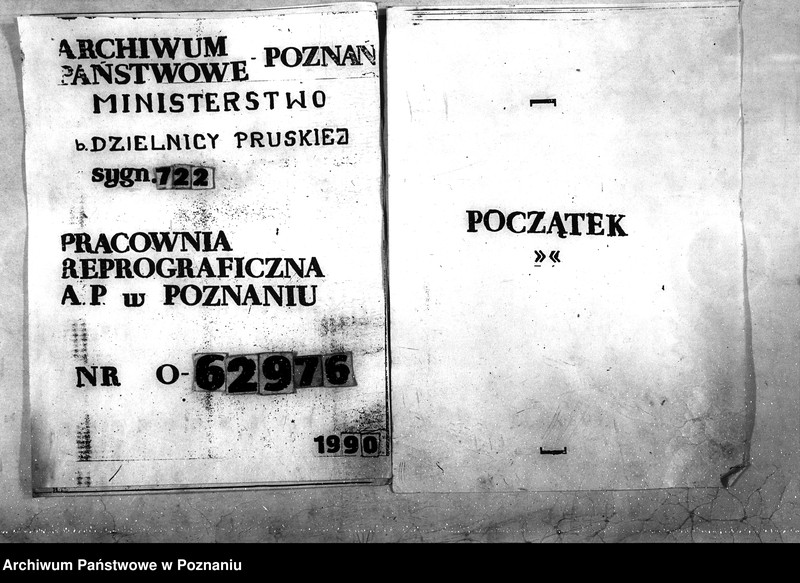 ARCHIWUM
PAŃSTWOWE - POZNAŃ
MINISTERSTWO
b. DZIELNICY PRUSKIEJ
sygn. 722
PRACOWNIA
REPROGRAFICZNA
A.P. w POZNANIU
NR O-62976
1990
POCZĄTEK
»«
Archiwum Państwowe w Poznaniu